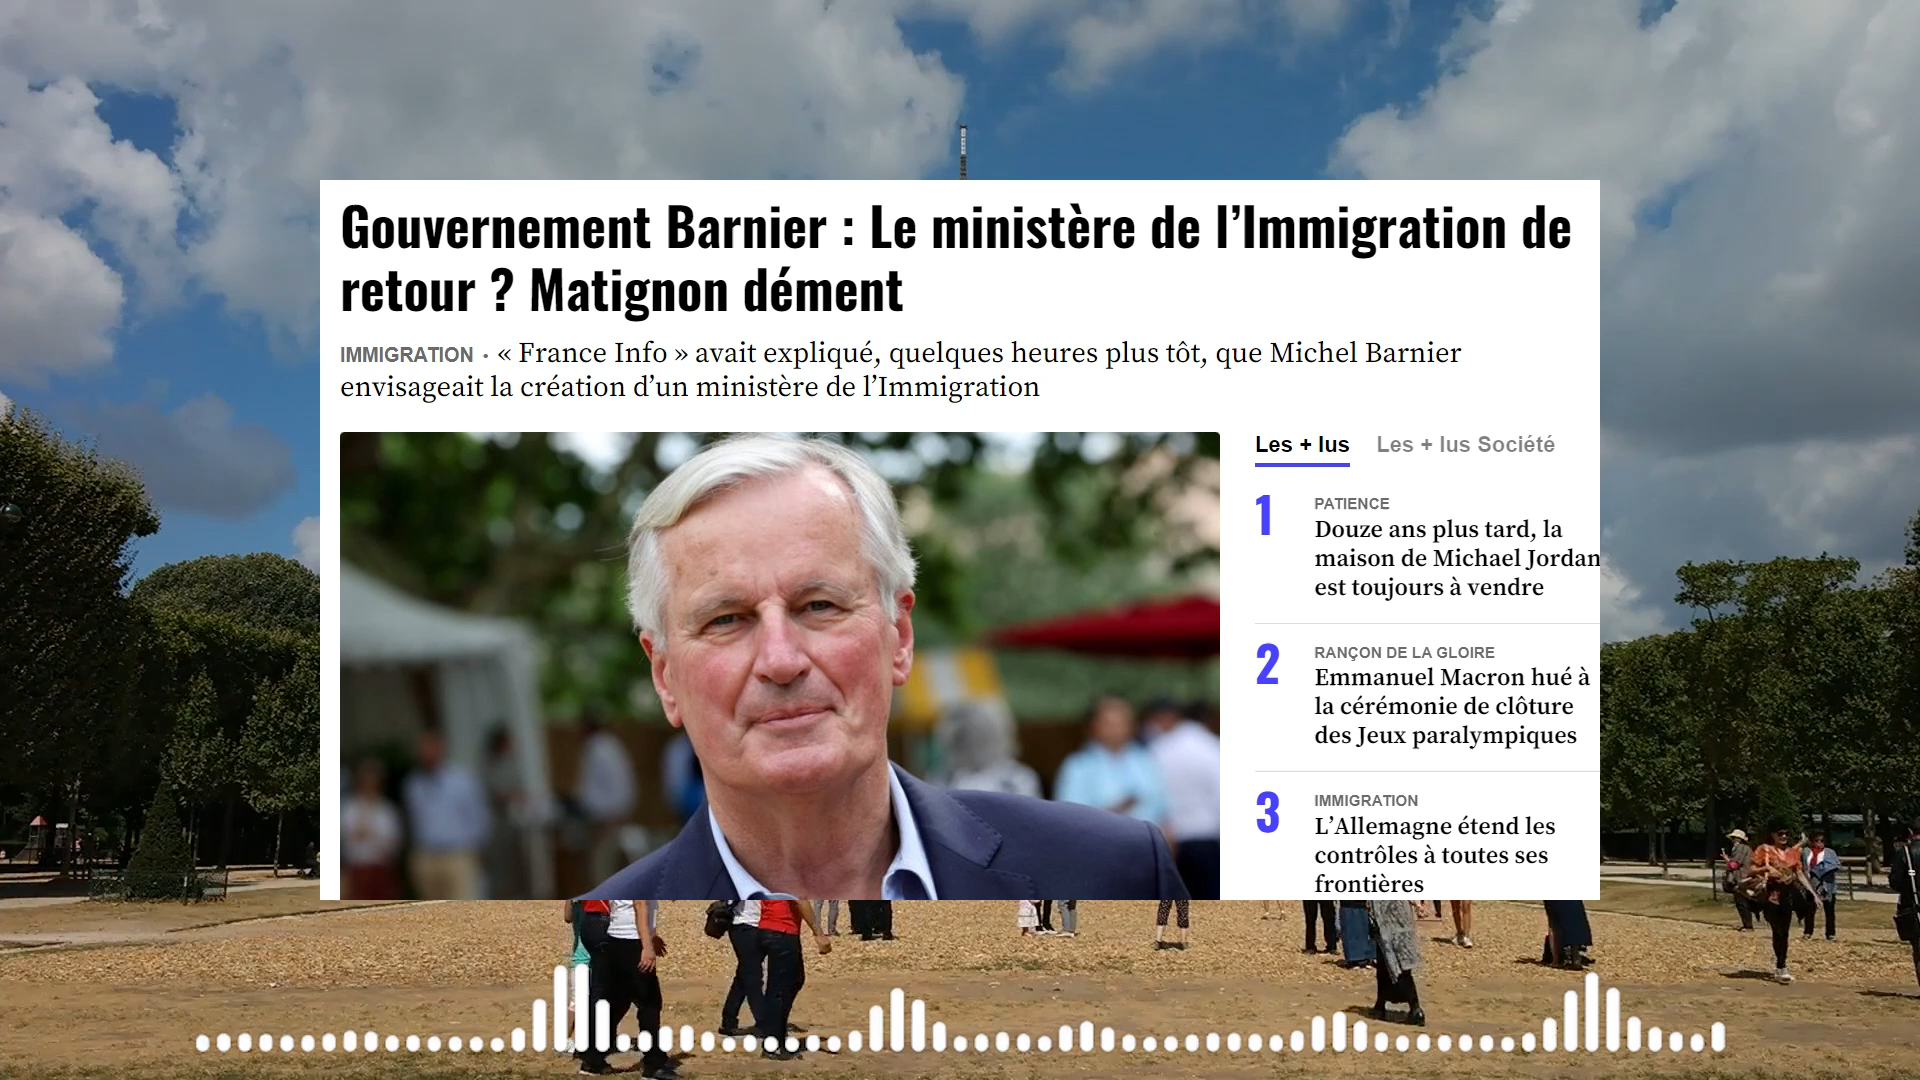 Gouvernement Barnier : Le ministère de l’Immigration de
retour ? Matignon dément
IMMIGRATION • « France Info » avait expliqué, quelques heures plus tôt, que Michel Barnier
envisageait la création d’un ministère de l’Immigration
Les + lus Les + lus Société
1 PATIENCE
Douze ans plus tard, la
maison de Michael Jordan
est toujours à vendre
2 RANÇON DE LA GLOIRE
Emmanuel Macron hué à
la cérémonie de clôture
des Jeux paralympiques
3 IMMIGRATION
L’Allemagne étend les
contrôles à toutes ses
frontières